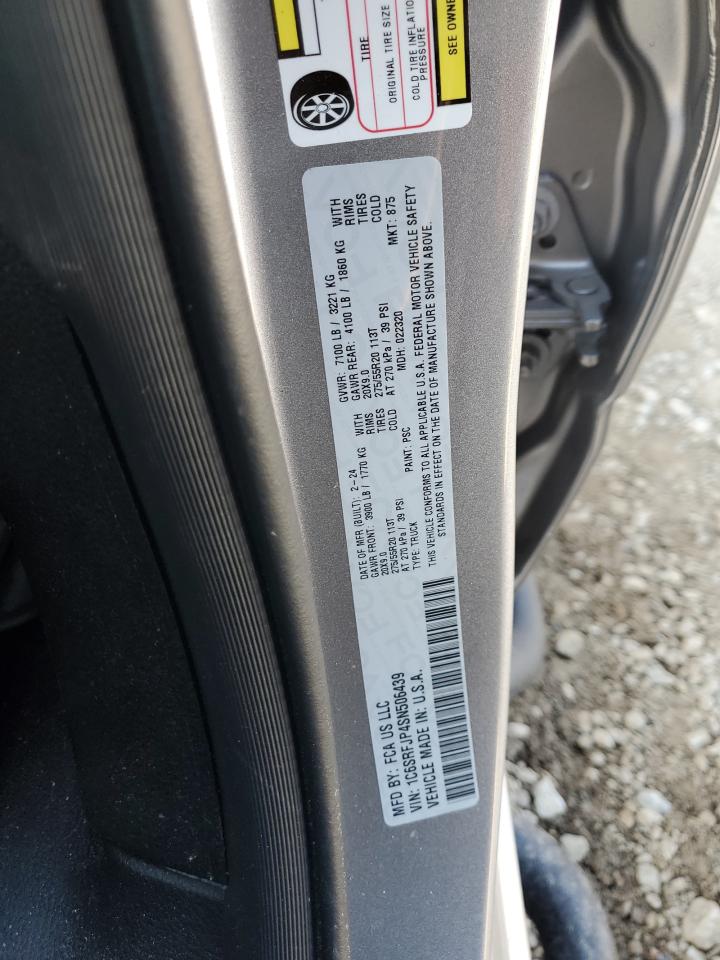 TIRE
ORIGINAL TIRE SIZE
COLD TIRE INFLATIO
PRESSURE
SEE OWNE
MFD BY: FCA US LLC
DATE OF MFR (BUILT): 2-24
GVWR: 7100 LB / 3221 KG
GAWR FRONT: 3900 LB / 1770 KG WITH
GAWR REAR: 4100 LB / 1860 KG WITH
20X9.0 RIMS
20X9.0 RIMS
275/55R20 113T TIRES
275/55R20 113T TIRES
AT 270 kPa / 39 PSI COLD
AT 270 kPa / 39 PSI COLD
VIN: 1C6SRFJP4SN506439
TYPE: TRUCK
PAINT: PSC
MDH: 022320
MKT: 875
VEHICLE MADE IN: U.S.A.
THIS VEHICLE CONFORMS TO ALL APPLICABLE U.S.A. FEDERAL MOTOR VEHICLE SAFETY
STANDARDS IN EFFECT ON THE DATE OF MANUFACTURE SHOWN ABOVE.